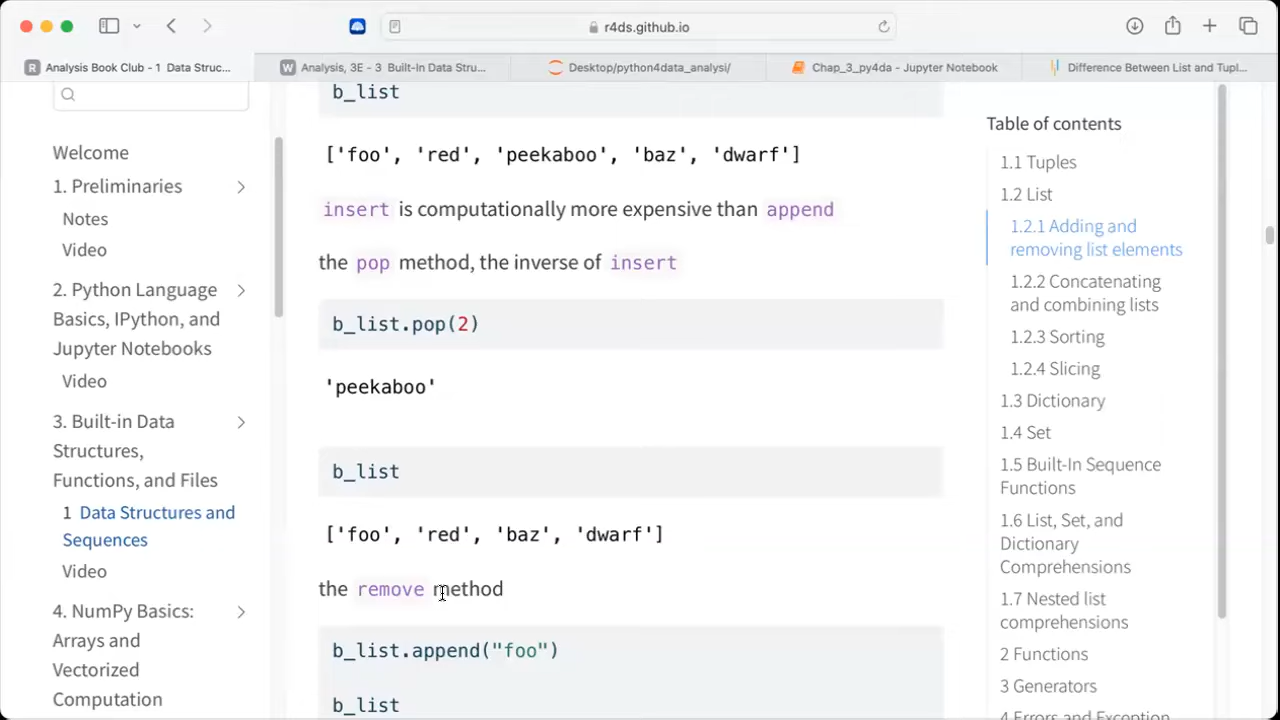 r4ds.github.io
R Analysis Book Club - 1 Data Struc...
W Analysis, 3E - 3 Built-In Data Stru...
Desktop/python4data_analysi/
Chap_3_py4da - Jupyter Notebook
Difference Between List and Tupl...
Welcome
1. Preliminaries
Notes
Video
2. Python Language
Basics, IPython, and
Jupyter Notebooks
Video
3. Built-in Data
Structures,
Functions, and Files
1 Data Structures and
Sequences
Video
4. NumPy Basics:
Arrays and
Vectorized
Computation
b_list
['foo', 'red', 'peekaboo', 'baz', 'dwarf']
insert is computationally more expensive than append
the pop method, the inverse of insert
b_list.pop(2)
'peekaboo'
b_list
['foo', 'red', 'baz', 'dwarf']
the remove method
b_list.append("foo")
b_list
Table of contents
1.1 Tuples
1.2 List
1.2.1 Adding and
removing list elements
1.2.2 Concatenating
and combining lists
1.2.3 Sorting
1.2.4 Slicing
1.3 Dictionary
1.4 Set
1.5 Built-In Sequence
Functions
1.6 List, Set, and
Dictionary
Comprehensions
1.7 Nested list
comprehensions
2 Functions
3 Generators
4 Errors and Exception